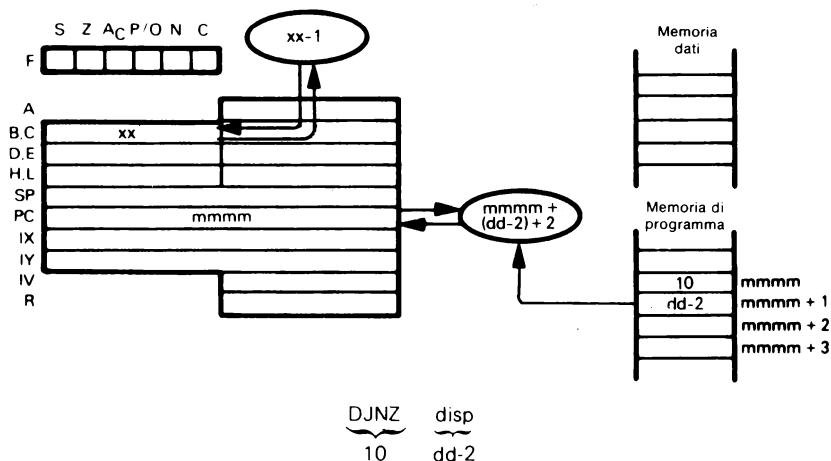 S Z AC P/O N C
F
xx-1
Memoria
dati
A
B,C xx
D,E
H,L
SP
PC mmmm
IX
IY
IV
R
mmmm +
(dd-2) + 2
Memoria di
programma
10 mmmm
dd-2 mmmm + 1
mmmm + 2
mmmm + 3
DJNZ disp
10 dd-2